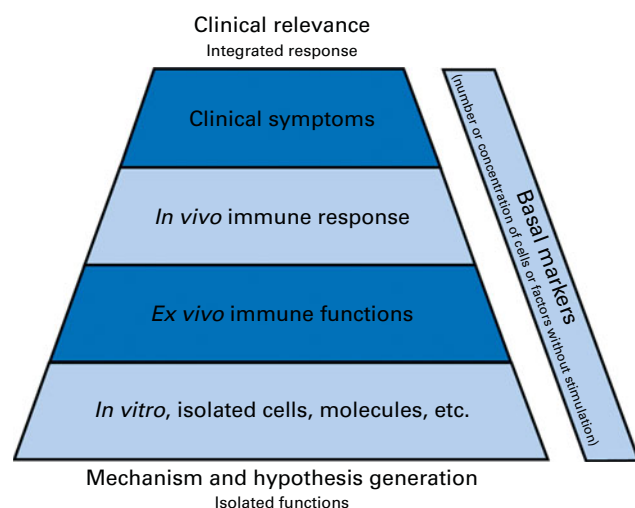 Clinical relevance
Integrated response
Clinical symptoms
In vivo immune response
Ex vivo immune functions
In vitro, isolated cells, molecules, etc.
Mechanism and hypothesis generation
Isolated functions
Basal markers
(number or concentration of cells or factors without stimulation)